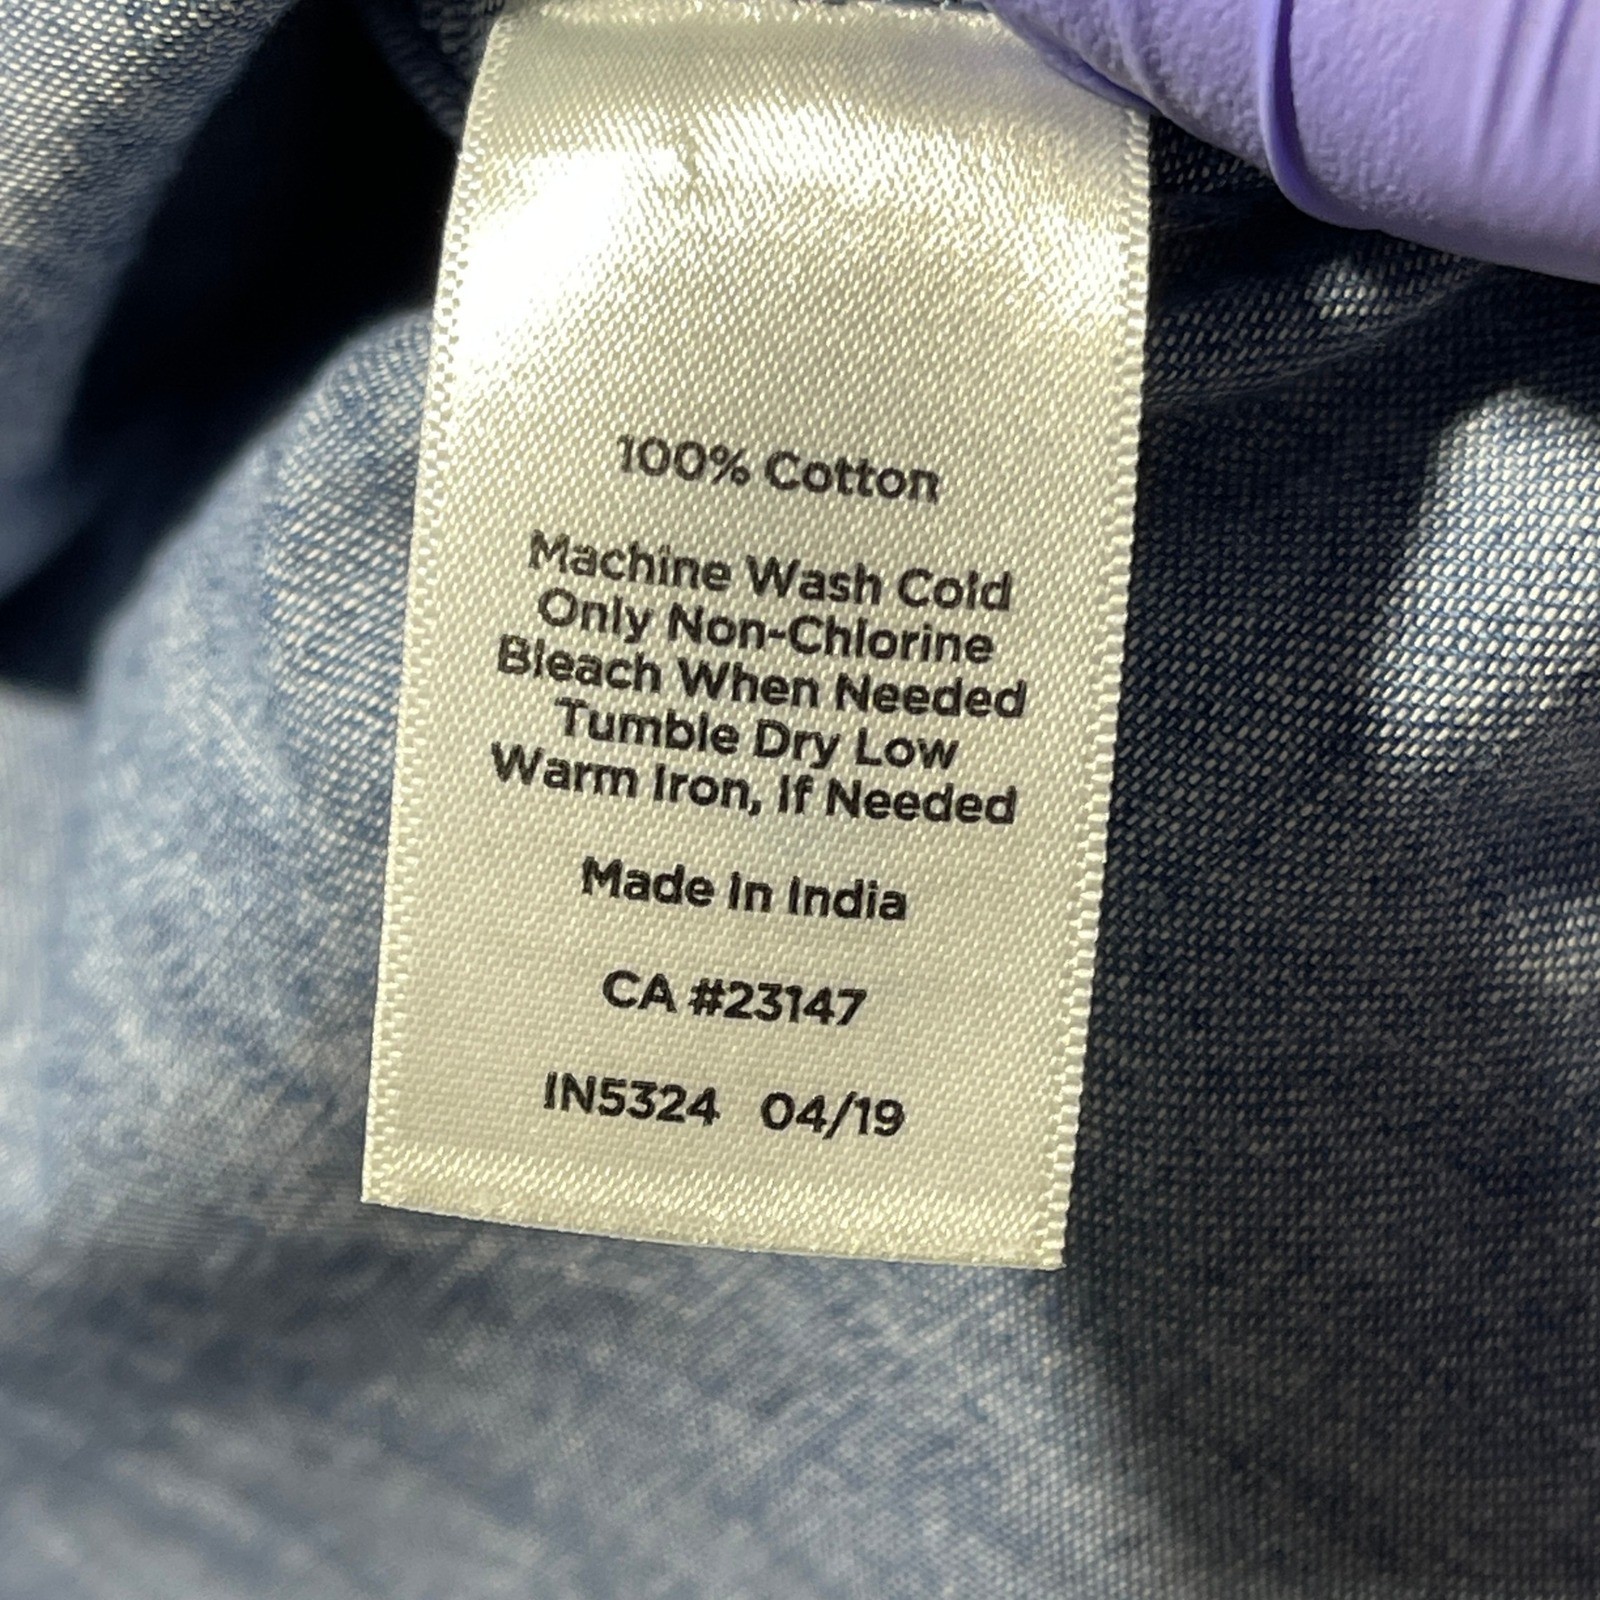 100% Cotton
Machine Wash Cold
Only Non-Chlorine
Bleach When Needed
Tumble Dry Low
Warm Iron, If Needed
Made In India
CA #23147
IN5324 04/19